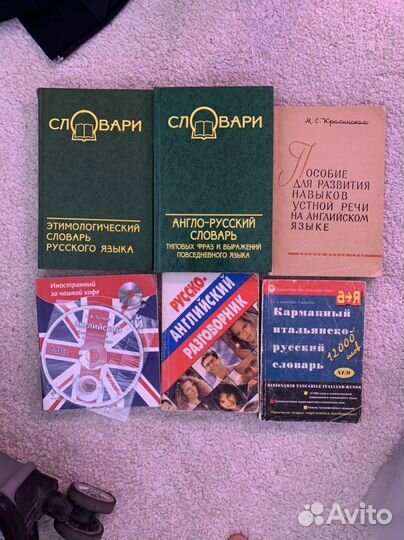 СЛОВАРИ
ЭТИМОЛОГИЧЕСКИЙ
СЛОВАРЬ
РУССКОГО ЯЗЫКА
СЛОВАРИ
АНГЛО-РУССКИЙ
СЛОВАРЬ
ТИПОВЫХ ФРАЗ И ВЫРАЖЕНИЙ
ПОВСЕДНЕВНОГО ЯЗЫКА
М. С. Красинская
ПОСОБИЕ
ДЛЯ РАЗВИТИЯ
НАВЫКОВ
УСТНОЙ РЕЧИ
НА АНГЛИЙСКОМ
ЯЗЫКЕ
Иностранный
за чашкой кофе
Английский
РУССКО-
АНГЛИЙСКИЙ
РАЗГОВОРНИК
а-Я
Карманный
итальянско-
русский
словарь
12000
слов
NEW
DIZIONARIO TASCABILE ITALIANO-RUSSO
Avito